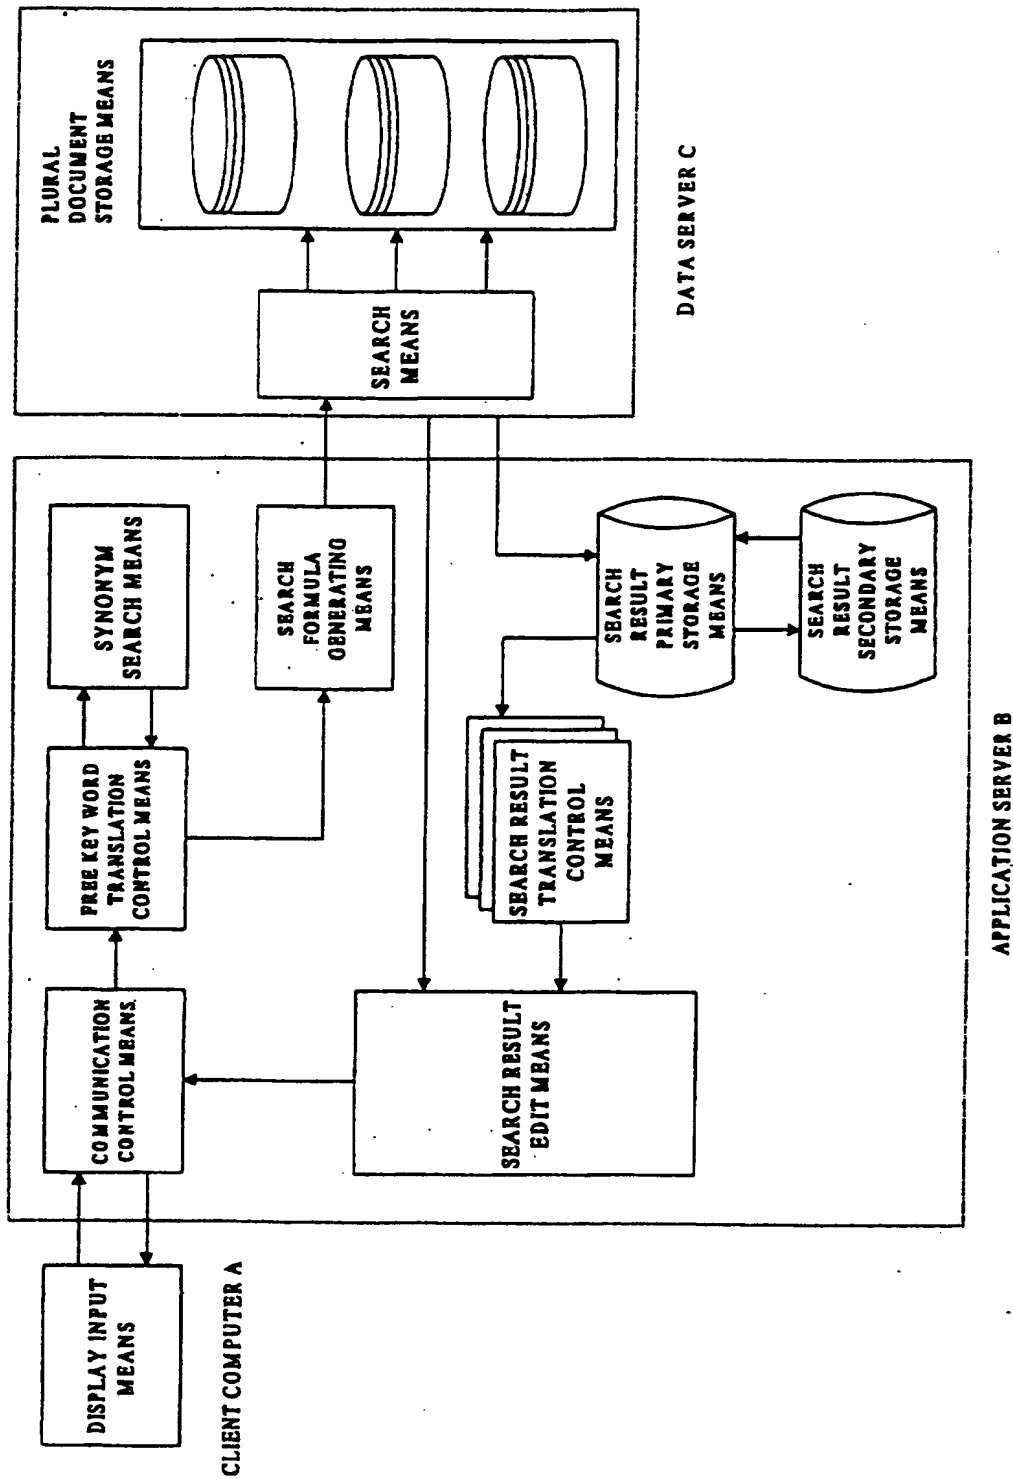 DISPLAY INPUT
MEANS
CLIENT COMPUTER A
COMMUNICATION
CONTROL MEANS.
FREE KEY WORD
TRANSLATION
CONTROL MEANS
SYNONYM
SEARCH MEANS
SEARCH
FORMULA
OENERATINO
MEANS
SEARCH RESULT
EDIT MEANS
SEARCH RESULT
TRANSLATION
CONTROL
MEANS
SEARCH
RESULT
PRIMARY
STORAGE
MEANS
SEARCH
RESULT
SECONDARY
STORAGE
MEANS
APPLICATION SERVER B
SEARCH
MEANS
PLURAL
DOCUMENT
STORAGE MEANS
DATA SERVER C